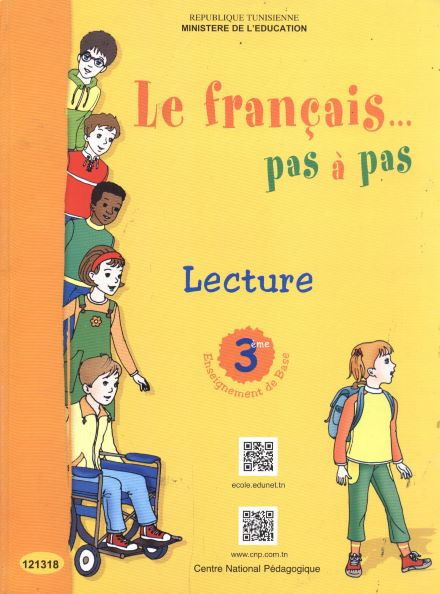 REPUBLIQUE TUNISIENNE
MINISTERE DE L'EDUCATION
Le français...
pas à pas
Lecture
3ème
Enseignement de Base
ecole.edunet.tn
www.cnp.com.tn
121318
Centre National Pédagogique